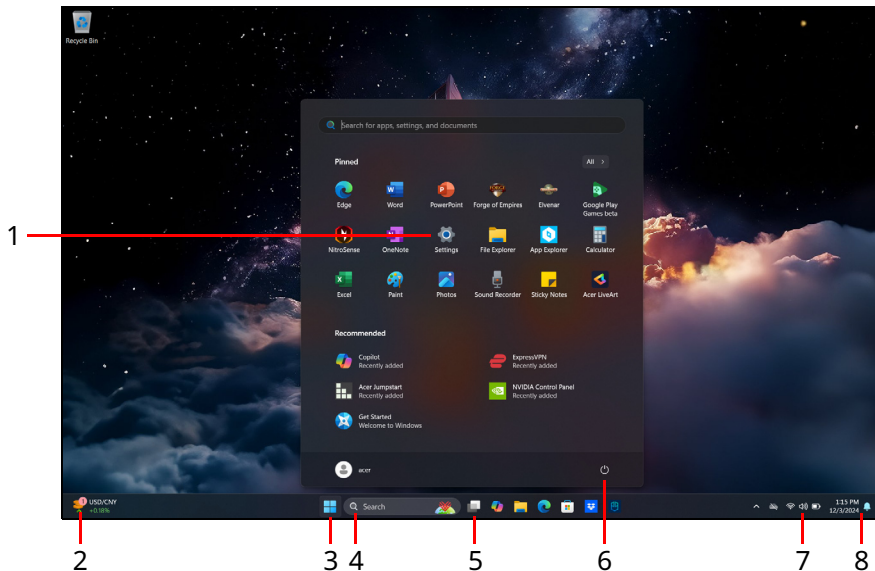 Recycle Bin
Search for apps, settings, and documents
Pinned
All >
Edge
Word
PowerPoint
Forge of Empires
Elvenar
Google Play
Games beta
1
NitroSense
OneNote
Settings
File Explorer
App Explorer
Calculator
Excel
Paint
Photos
Sound Recorder
Sticky Notes
Acer LiveArt
Recommended
Copilot
Recently added
ExpressVPN
Recently added
Acer Jumpstart
Recently added
NVIDIA Control Panel
Recently added
Get Started
Welcome to Windows
acer
USD/CNY
+0.18%
Search
1:15 PM
12/3/2024
2
3
4
5
6
7
8